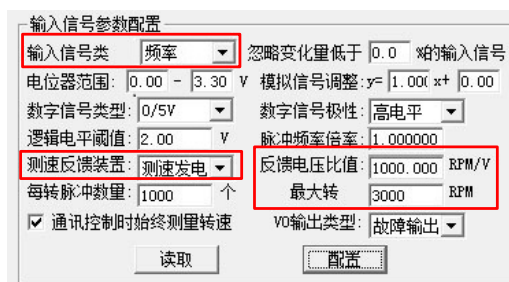 输入信号参数配置
输入信号类 频率 忽略变化量低于 0.0 %的输入信号
电位器范围: 0.00 - 3.30 V 模拟信号调整:y= 1.00( x+ 0.00
数字信号类型: 0/5V 数字信号极性: 高电平
逻辑电平阈值: 2.00 V 脉冲频率倍率: 1.000000
测速反馈装置: 测速发电 反馈电压比值: 1000.000 RPM/V
每转脉冲数量: 1000 个 最大转 3000 RPM
通讯控制时始终测量转速 VO输出类型: 故障输出
读取 配置